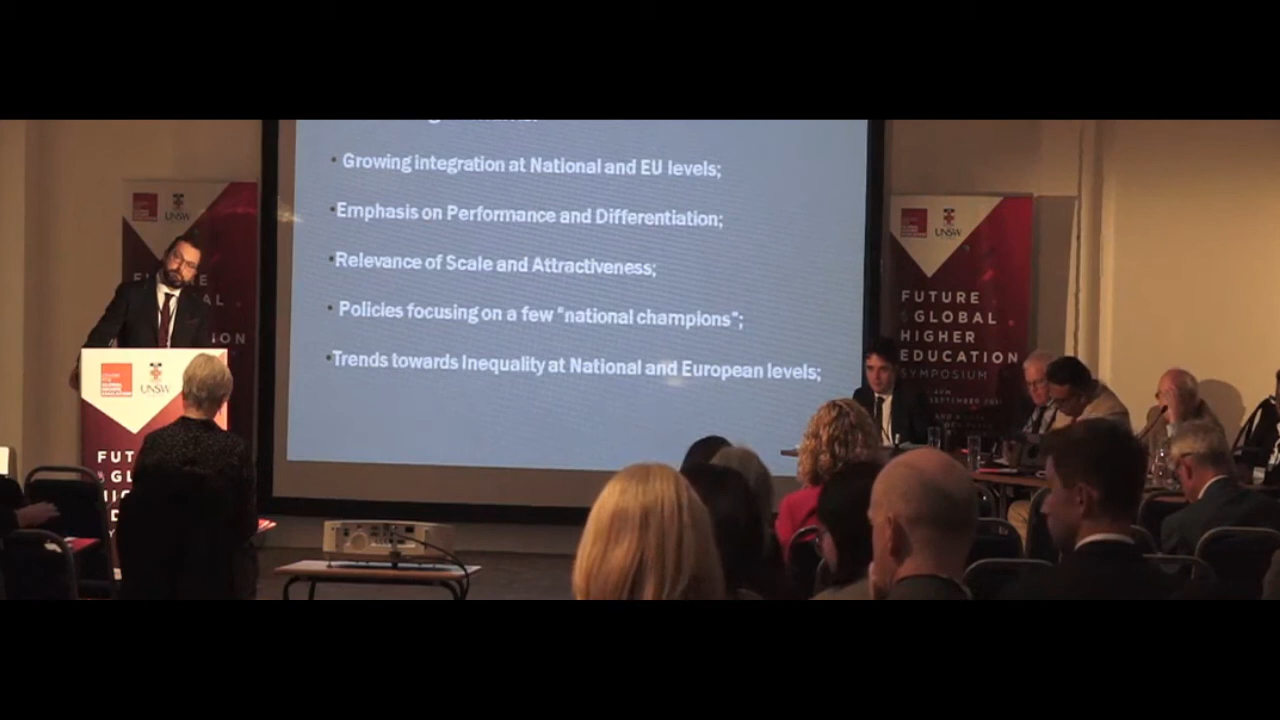 • Growing integration at National and EU levels;
•Emphasis on Performance and Differentiation;
•Relevance of Scale and Attractiveness;
• Policies focusing on a few "national champions";
•Trends towards Inequality at National and European levels;
UNSW
UNSW
FUTURE
GLOBAL
HIGHER
EDUCATION
SYMPOSIUM
UNSW
FUT
GL